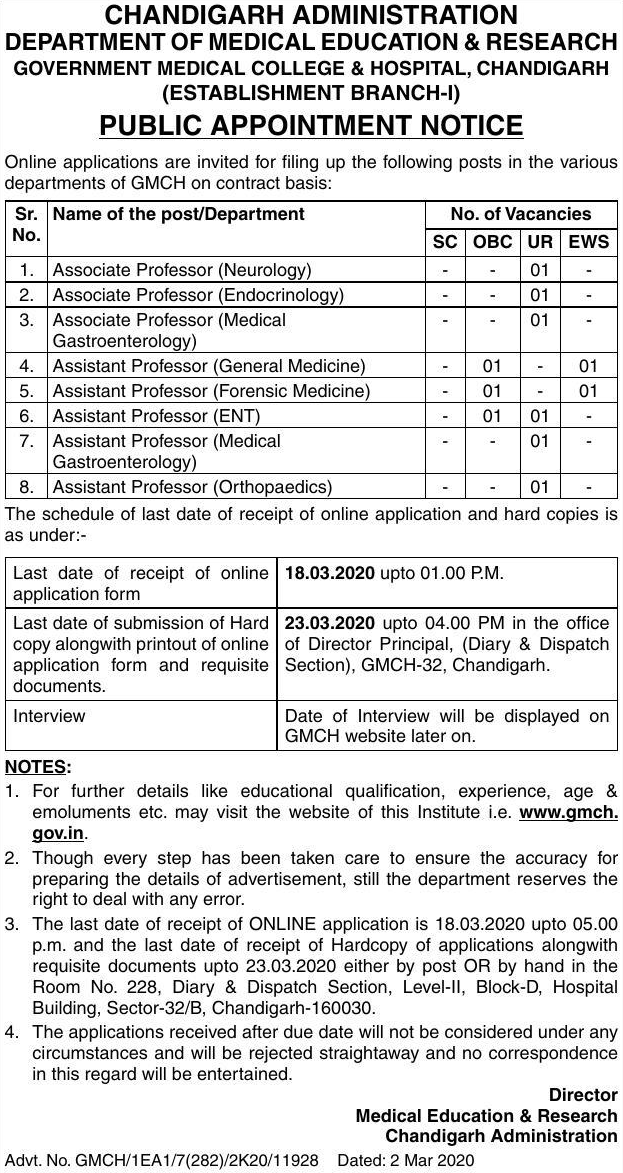 CHANDIGARH ADMINISTRATION
DEPARTMENT OF MEDICAL EDUCATION & RESEARCH
GOVERNMENT MEDICAL COLLEGE & HOSPITAL, CHANDIGARH
(ESTABLISHMENT BRANCH-I)
PUBLIC APPOINTMENT NOTICE
Online applications are invited for filing up the following posts in the various
departments of GMCH on contract basis:
Sr. No. Name of the post/Department No. of Vacancies
SC OBC UR EWS
1. Associate Professor (Neurology) - - 01 -
2. Associate Professor (Endocrinology) - - 01 -
3. Associate Professor (Medical - - 01 -
Gastroenterology)
4. Assistant Professor (General Medicine) - 01 - 01
5. Assistant Professor (Forensic Medicine) - 01 - 01
6. Assistant Professor (ENT) - 01 01 -
7. Assistant Professor (Medical - - 01 -
Gastroenterology)
8. Assistant Professor (Orthopaedics) - - 01 -
The schedule of last date of receipt of online application and hard copies is
as under:-
Last date of receipt of online
application form
18.03.2020 upto 01.00 P.M.
Last date of submission of Hard
copy alongwith printout of online
application form and requisite
documents.
23.03.2020 upto 04.00 PM in the office
of Director Principal, (Diary & Dispatch
Section), GMCH-32, Chandigarh.
Interview
Date of Interview will be displayed on
GMCH website later on.
NOTES:
1. For further details like educational qualification, experience, age &
emoluments etc. may visit the website of this Institute i.e. www.gmch.
gov.in.
2. Though every step has been taken care to ensure the accuracy for
preparing the details of advertisement, still the department reserves the
right to deal with any error.
3. The last date of receipt of ONLINE application is 18.03.2020 upto 05.00
p.m. and the last date of receipt of Hardcopy of applications alongwith
requisite documents upto 23.03.2020 either by post OR by hand in the
Room No. 228, Diary & Dispatch Section, Level-II, Block-D, Hospital
Building, Sector-32/B, Chandigarh-160030.
4. The applications received after due date will not be considered under any
circumstances and will be rejected straightaway and no correspondence
in this regard will be entertained.
Director
Medical Education & Research
Chandigarh Administration
Advt. No. GMCH/1EA1/7(282)/2K20/11928 Dated: 2 Mar 2020